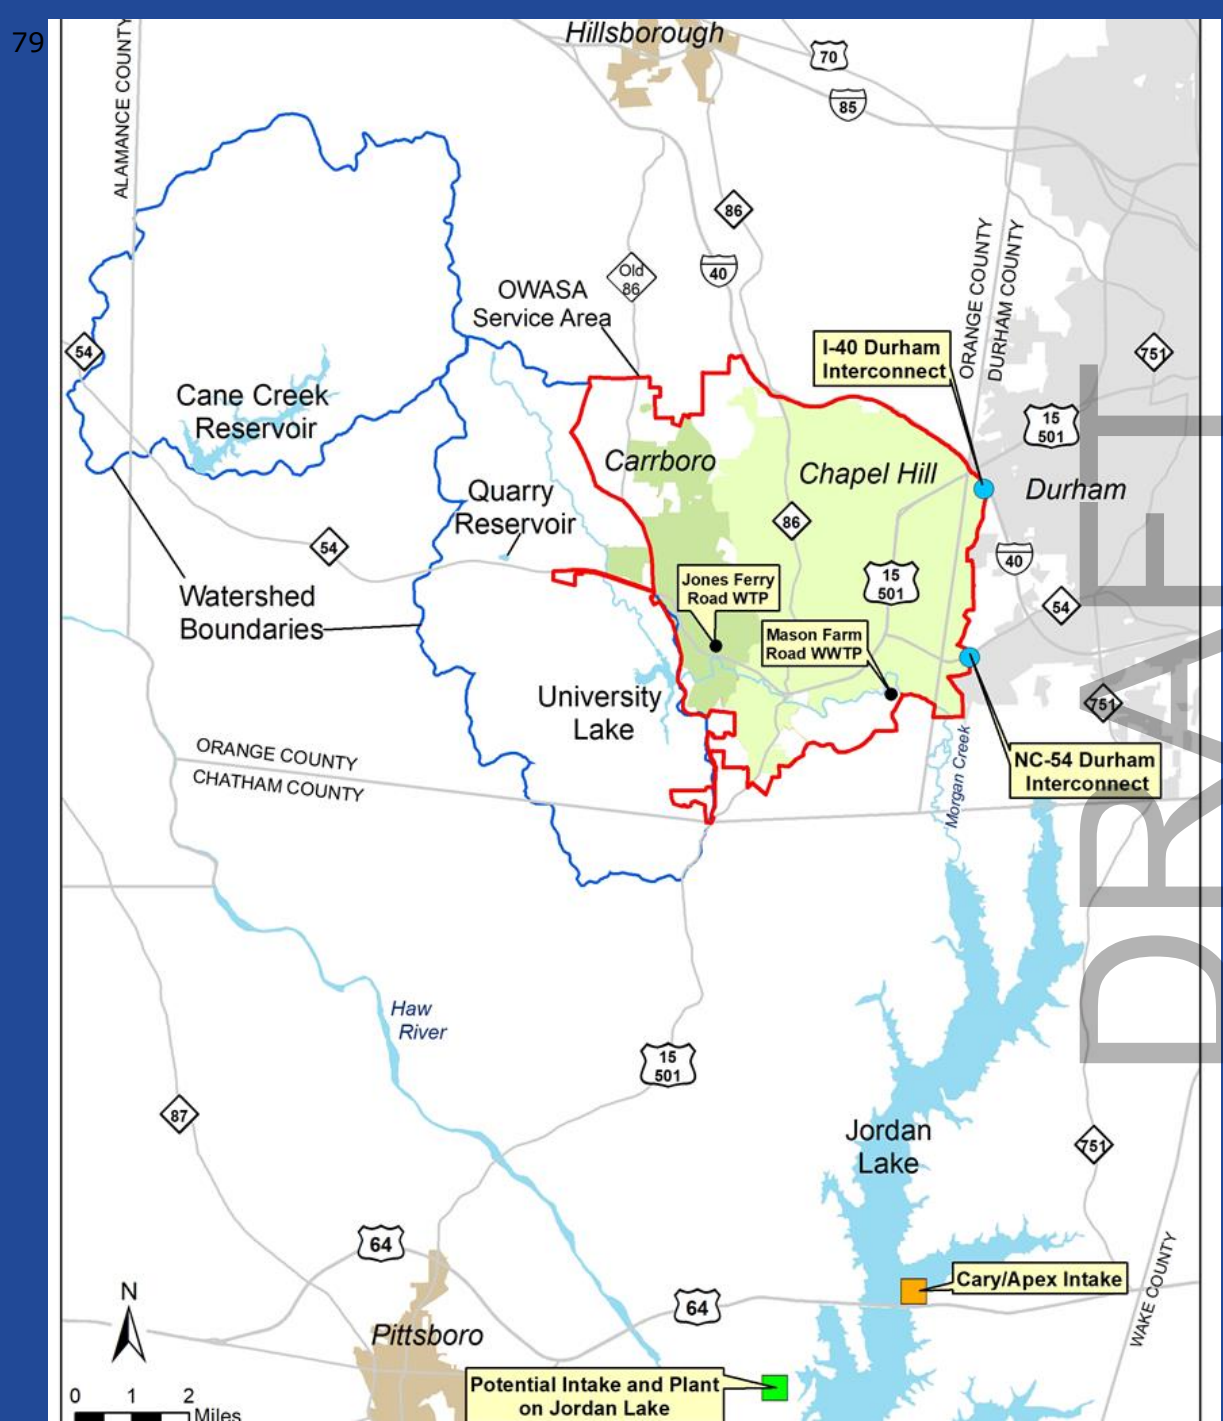 79
Hillsborough
70
85
ALAMANCE COUNTY
86
Old
86
40
ORANGE COUNTY
DURHAM COUNTY
OWASA
Service Area
I-40 Durham
Interconnect
54
751
Cane Creek
Reservoir
15
501
Carrboro
Chapel Hill
Durham
Quarry
Reservoir
86
54
40
15
501
Jones Ferry
Road WTP
54
Watershed
Boundaries
Mason Farm
Road WWTP
University
Lake
751
ORANGE COUNTY
CHATHAM COUNTY
Morgan Creek
NC-54 Durham
Interconnect
DRAFT
Haw
River
15
501
87
Jordan
Lake
751
64
Cary/Apex Intake
WAKE COUNTY
N
64
Pittsboro
Potential Intake and Plant
on Jordan Lake
0 1 2
Miles